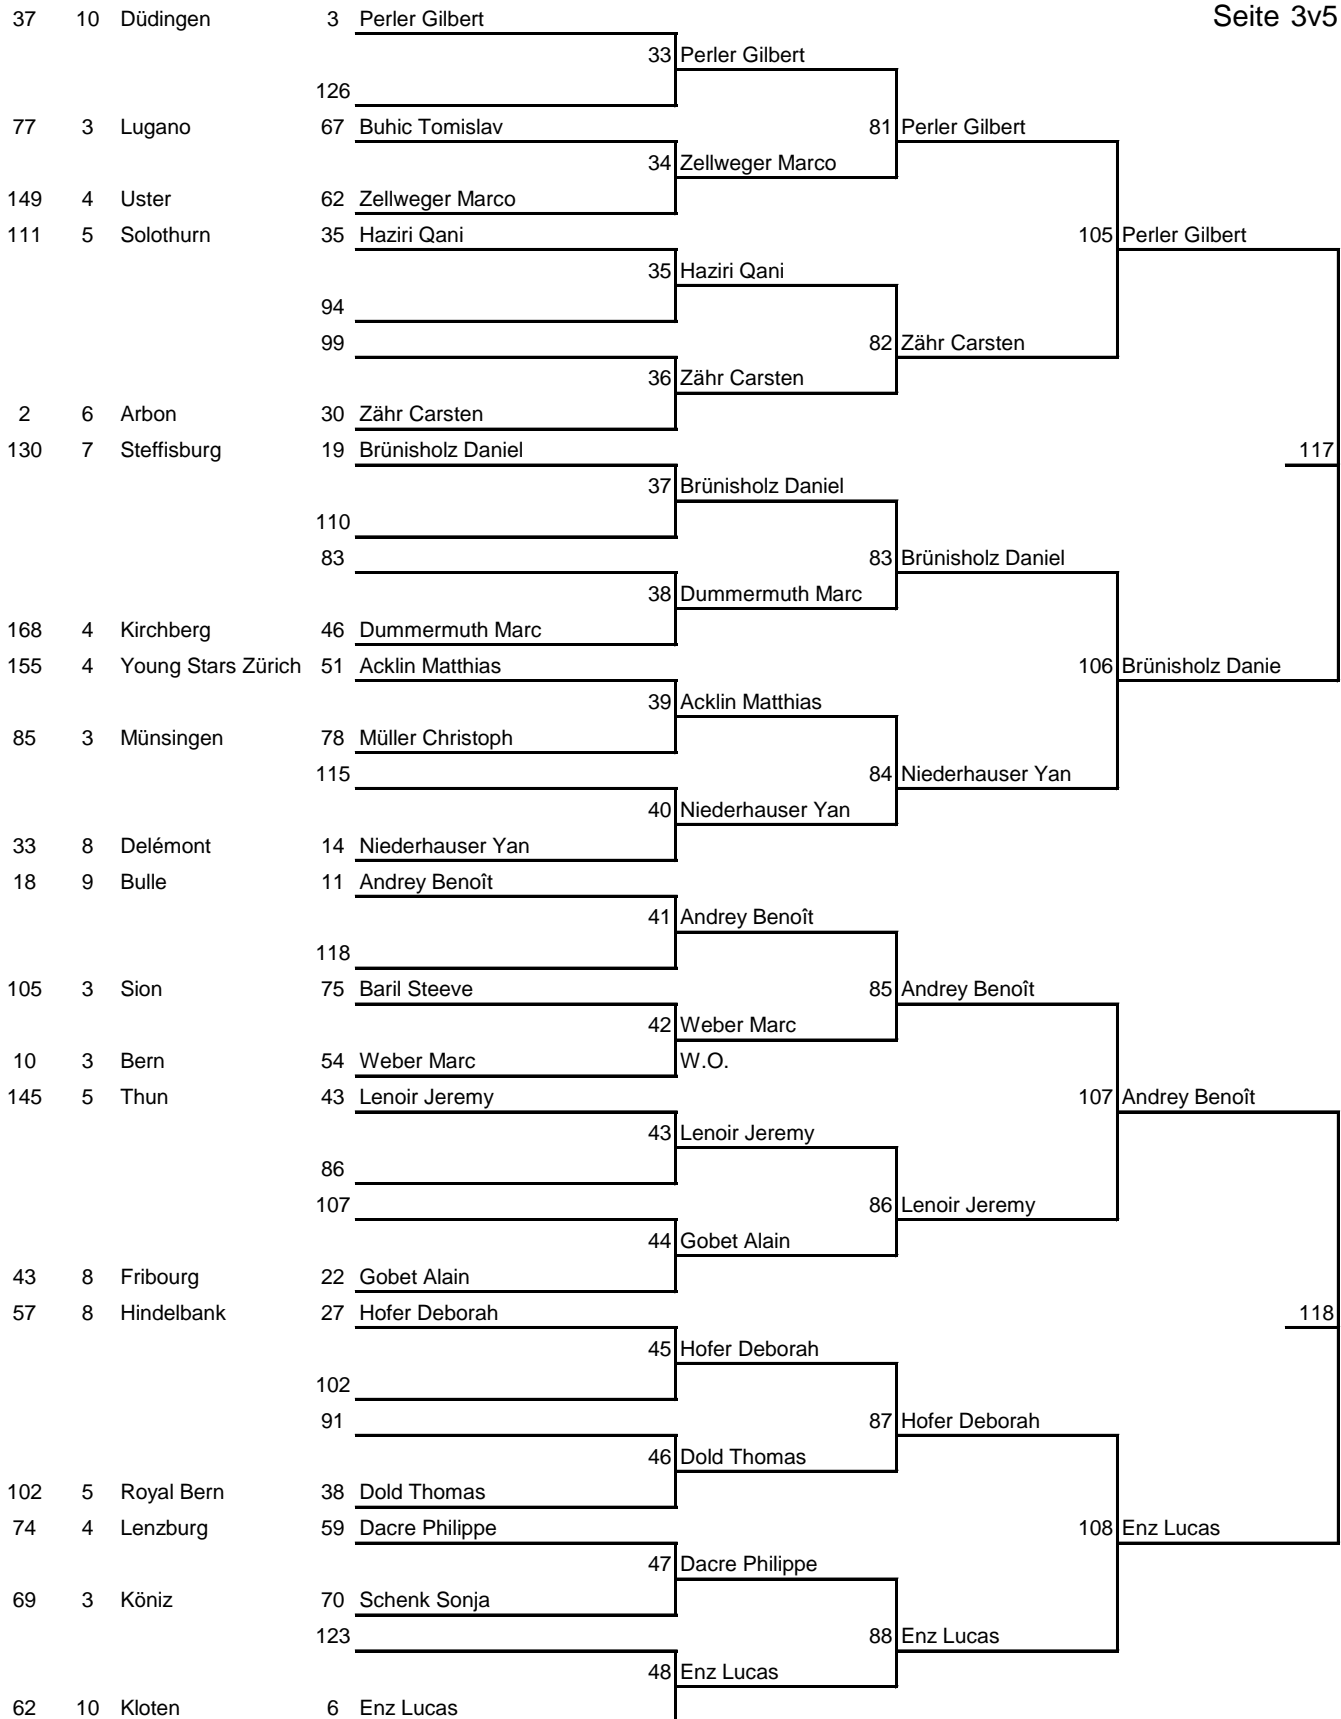 37 10 Düdingen 3 Perler Gilbert Seite 3v5
33 Perler Gilbert
126
77 3 Lugano 67 Buhic Tomislav 81 Perler Gilbert
34 Zellweger Marco
149 4 Uster 62 Zellweger Marco
111 5 Solothurn 35 Haziri Qani 105 Perler Gilbert
35 Haziri Qani
94
99 82 Zähr Carsten
36 Zähr Carsten
2 6 Arbon 30 Zähr Carsten
130 7 Steffisburg 19 Brünisholz Daniel 117
37 Brünisholz Daniel
110
83 83 Brünisholz Daniel
38 Dummermuth Marc
168 4 Kirchberg 46 Dummermuth Marc
155 4 Young Stars Zürich 51 Acklin Matthias 106 Brünisholz Danie
39 Acklin Matthias
85 3 Münsingen 78 Müller Christoph
115 84 Niederhauser Yan
40 Niederhauser Yan
33 8 Delémont 14 Niederhauser Yan
18 9 Bulle 11 Andrey Benoît
41 Andrey Benoît
118
105 3 Sion 75 Baril Steeve 85 Andrey Benoît
42 Weber Marc
10 3 Bern 54 Weber Marc W.O.
145 5 Thun 43 Lenoir Jeremy 107 Andrey Benoît
43 Lenoir Jeremy
86
107 86 Lenoir Jeremy
44 Gobet Alain
43 8 Fribourg 22 Gobet Alain
57 8 Hindelbank 27 Hofer Deborah 118
45 Hofer Deborah
102
91 87 Hofer Deborah
46 Dold Thomas
102 5 Royal Bern 38 Dold Thomas
74 4 Lenzburg 59 Dacre Philippe 108 Enz Lucas
47 Dacre Philippe
69 3 Köniz 70 Schenk Sonja
123 88 Enz Lucas
48 Enz Lucas
62 10 Kloten 6 Enz Lucas